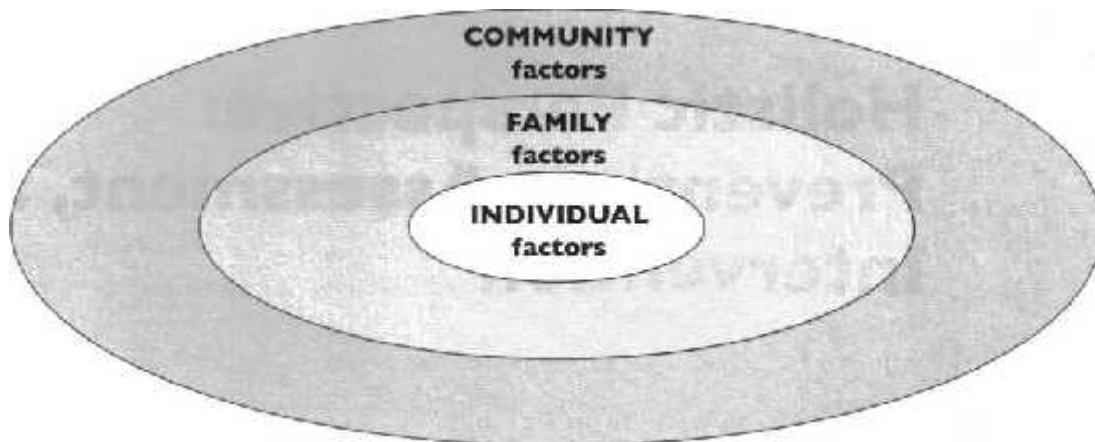 COMMUNITY
factors
FAMILY
factors
INDIVIDUAL
factors